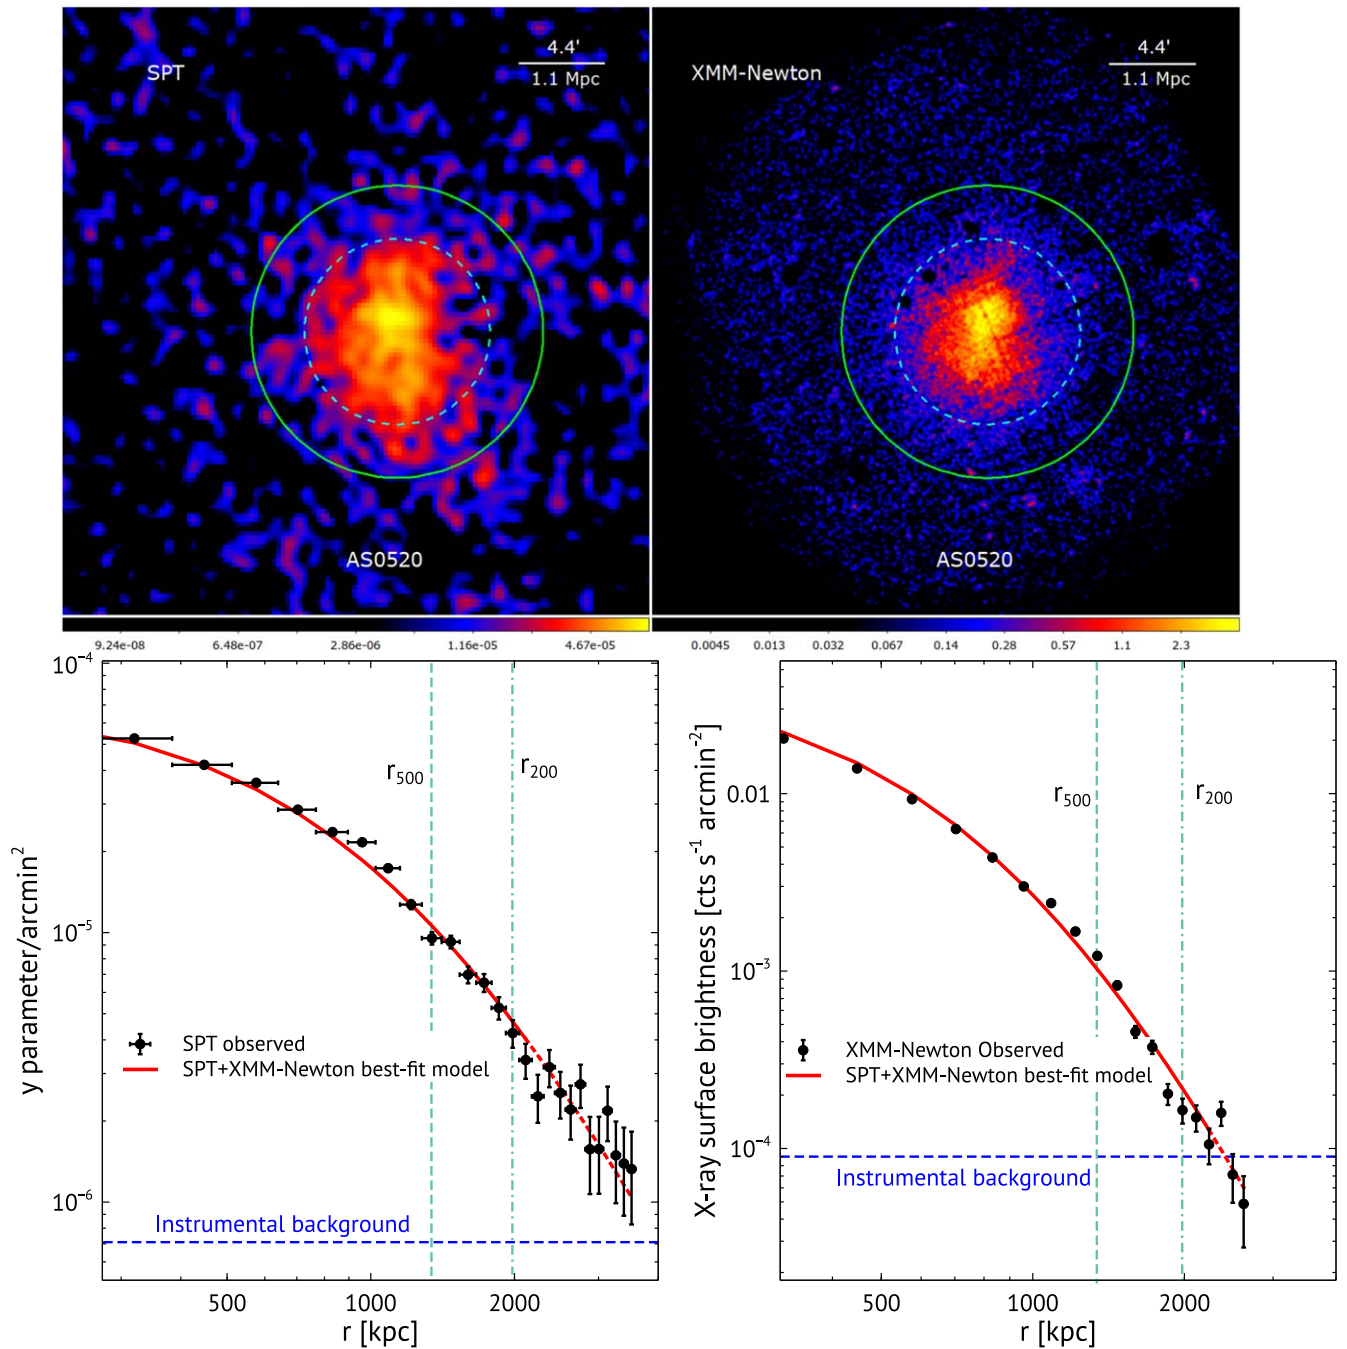 SPT
4.4'
1.1 Mpc
AS0520
XMM-Newton
4.4'
1.1 Mpc
AS0520
9.24e-08 6.48e-07 2.86e-06 1.16e-05 4.67e-05
0.0045 0.013 0.032 0.067 0.14 0.28 0.57 1.1 2.3
y parameter/arcmin²
10⁻⁴
10⁻⁵
10⁻⁶
r₅₀₀
r₂₀₀
SPT observed
SPT+XMM-Newton best-fit model
Instrumental background
500 1000 2000
r [kpc]
X-ray surface brightness [cts s⁻¹ arcmin⁻²]
0.01
10⁻³
10⁻⁴
r₅₀₀
r₂₀₀
XMM-Newton Observed
SPT+XMM-Newton best-fit model
Instrumental background
500 1000 2000
r [kpc]